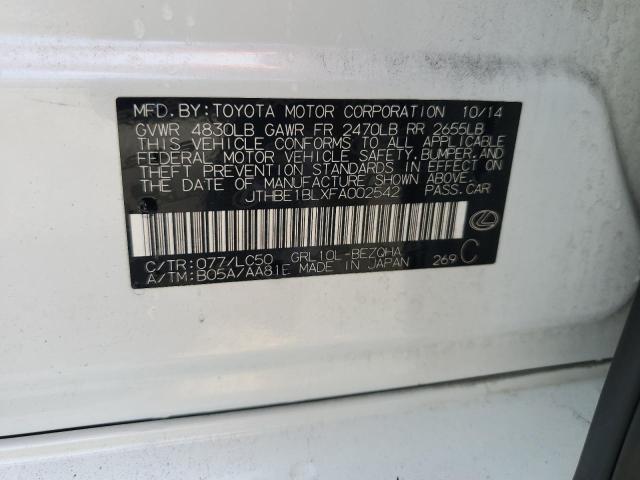 MFD.BY:TOYOTA MOTOR CORPORATION 10/14
GVWR 4830LB GAWR FR 2470LB RR 2655LB
THIS VEHICLE CONFORMS TO ALL APPLICABLE
FEDERAL MOTOR VEHICLE SAFETY,BUMPER,AND
THEFT PREVENTION STANDARDS IN EFFECT ON
THE DATE OF MANUFACTURE SHOWN ABOVE.
JTHBE1BLXFA002542 PASS.CAR
C/TR:077/LC50 GRL10L-BEZQHA
A/TM:B05A/AA81E MADE IN JAPAN 269 C